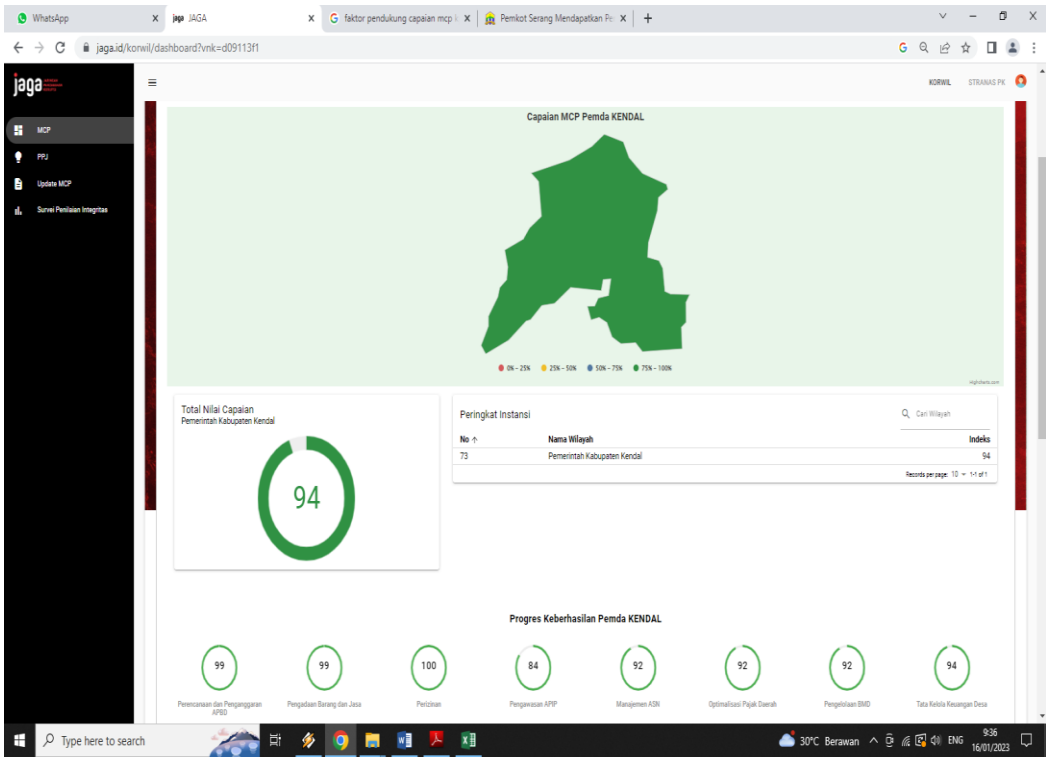 WhatsApp
jaga JAGA
faktor pendukung capaian mcp k
Pemkot Serang Mendapatkan Pe
jaga.id/korwil/dashboard?vnk=d09113f1
jaga
KORWIL STRANAS PK
MCP
PPJ
Update MCP
Survei Penilaian Integritas
Capaian MCP Pemda KENDAL
0% - 25% 25% - 50% 50% - 75% 75% - 100%
Highcharts.com
Total Nilai Capaian
Pemerintah Kabupaten Kendal
94
Peringkat Instansi
Cari Wilayah
No Nama Wilayah Indeks
73 Pemerintah Kabupaten Kendal 94
Records per page: 10 1-1 of 1
Progres Keberhasilan Pemda KENDAL
99 99 100 84 92 92 92 94
Perencanaan dan Penganggaran APBD
Pengadaan Barang dan Jasa
Perizinan
Pengawasan APIP
Manajemen ASN
Optimalisasi Pajak Daerah
Pengelolaan BMD
Tata Kelola Keuangan Desa
Type here to search
30°C Berawan
ENG
9:36
16/01/2023